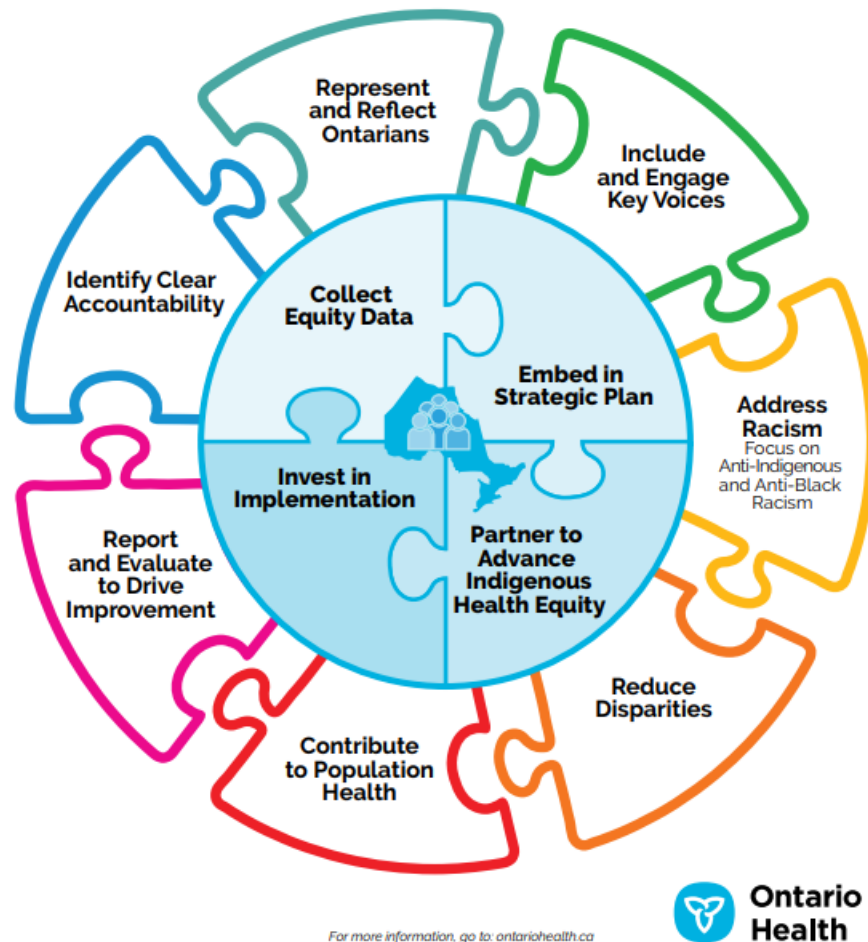 Represent
and Reflect
Ontarians
Include
and Engage
Key Voices
Identify Clear
Accountability
Collect
Equity Data
Embed in
Strategic Plan
Address
Racism
Focus on
Anti-Indigenous
and Anti-Black
Racism
Invest in
Implementation
Partner to
Advance
Indigenous
Health Equity
Report
and Evaluate
to Drive
Improvement
Reduce
Disparities
Contribute
to Population
Health
Ontario
Health
For more information, go to: ontariohealth.ca